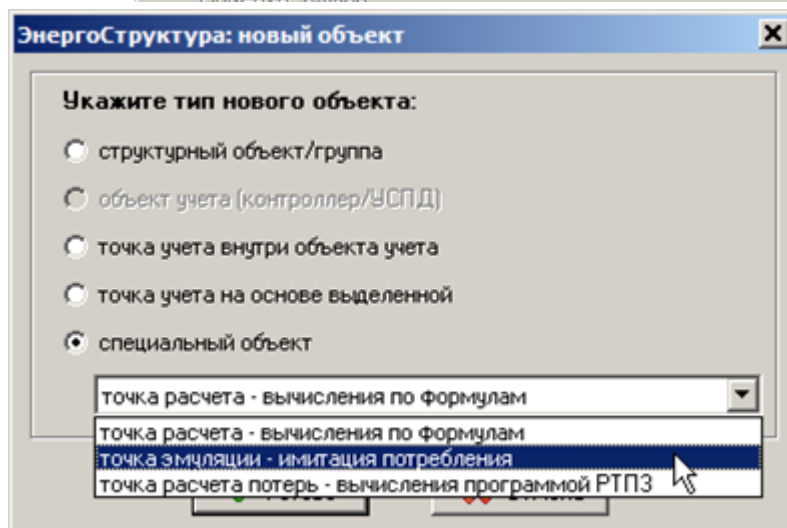 ЭнергоСтруктура: новый объект
Укажите тип нового объекта:
структурный объект/группа
объект учета (контроллер/УСПД)
точка учета внутри объекта учета
точка учета на основе выделенной
специальный объект
точка расчета - вычисления по формулам
точка расчета - вычисления по формулам
точка эмуляции - имитация потребления
точка расчета потерь - вычисления программой РТПЗ